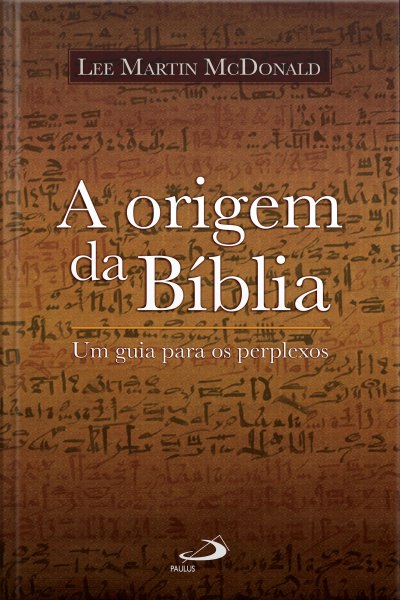 Lee Martin McDonald
A origem
da Bíblia
Um guia para os perplexos
PAULUS